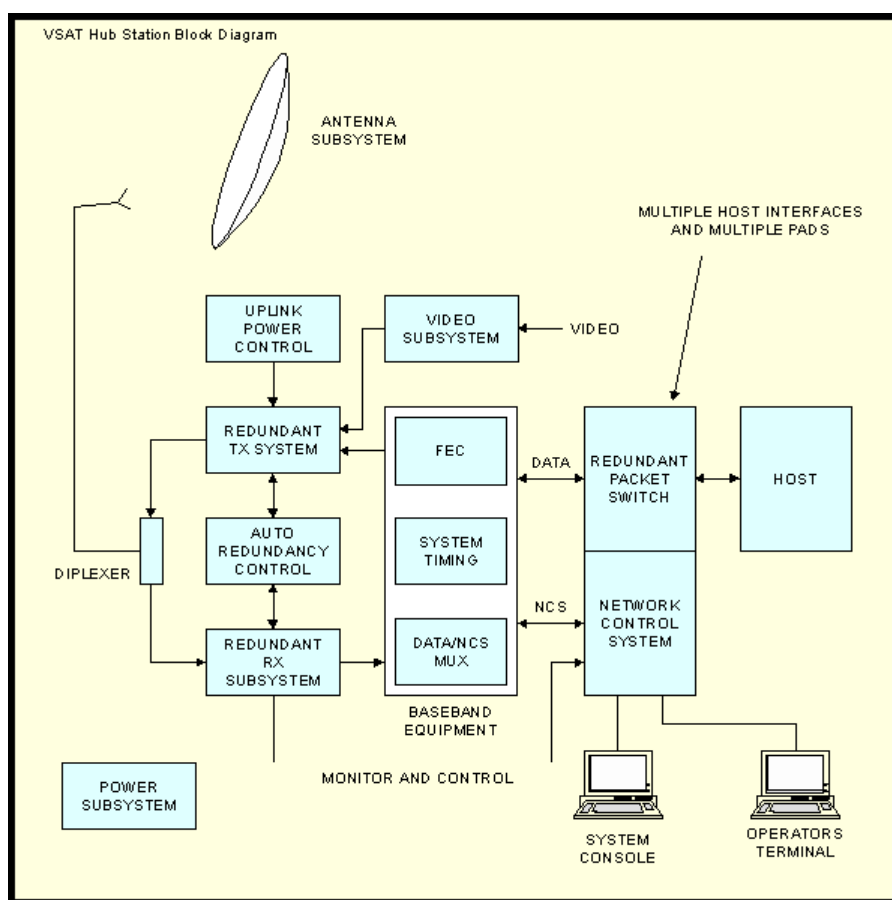 VSAT Hub Station Block Diagram
ANTENNA
SUBSYSTEM
MULTIPLE HOST INTERFACES
AND MULTIPLE PADS
UPLINK
POWER
CONTROL
VIDEO
SUBSYSTEM
VIDEO
REDUNDANT
TX SYSTEM
FEC
DATA
REDUNDANT
PACKET
SWITCH
HOST
AUTO
REDUNDANCY
CONTROL
SYSTEM
TIMING
DIPLEXER
NCS
NETWORK
CONTROL
SYSTEM
REDUNDANT
RX
SUBSYSTEM
DATA/NCS
MUX
BASEBAND
EQUIPMENT
MONITOR AND CONTROL
POWER
SUBSYSTEM
SYSTEM
CONSOLE
OPERATORS
TERMINAL